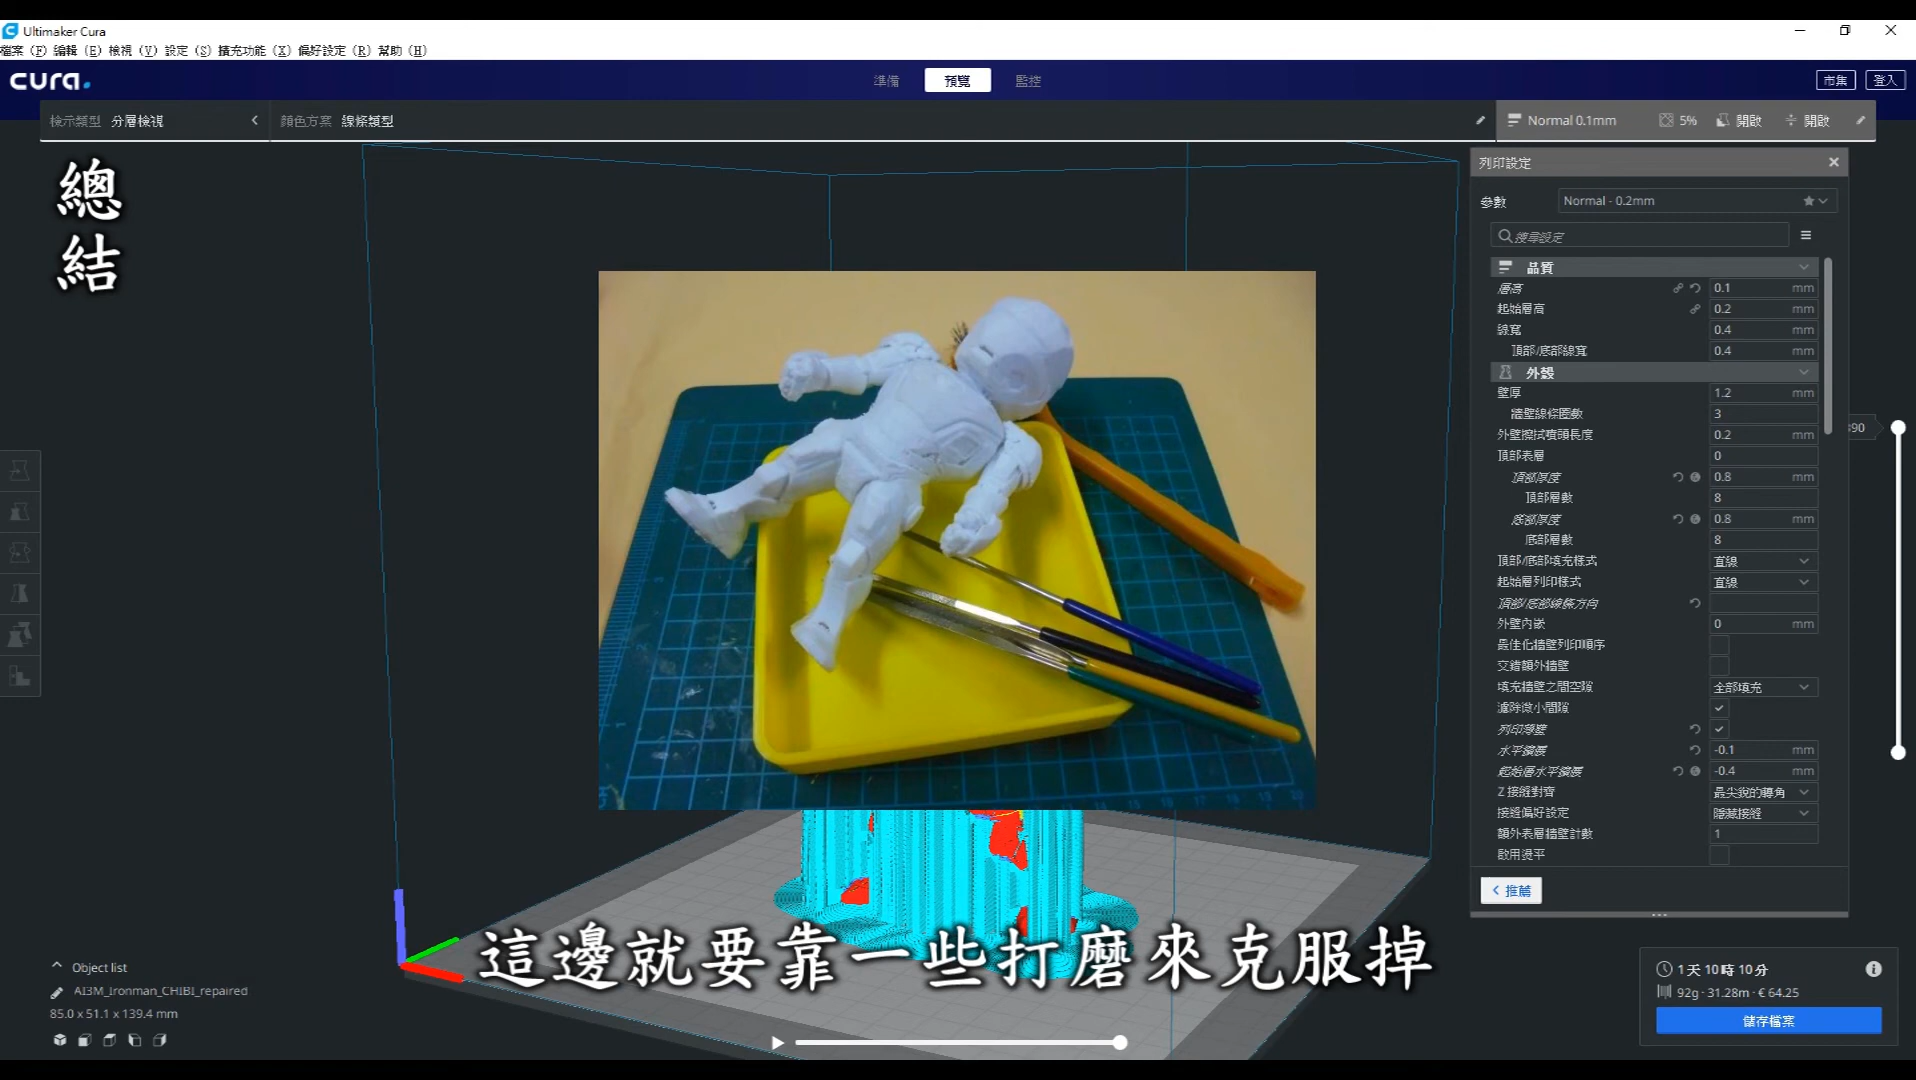 Ultimaker Cura
檔案 (F) 編輯 (E) 檢視 (V) 設定 (S) 擴充功能 (X) 偏好設定 (R) 幫助 (H)
cura.
準備 預覽 監控
市集 登入
檢示類型 分層檢視
顏色方案 線條類型
Normal 0.1mm 5% 開啟 開啟
總結
列印設定
參數 Normal - 0.2mm
搜尋設定
品質
層高 0.1 mm
起始層高 0.2 mm
線寬 0.4 mm
頂部/底部線寬 0.4 mm
外殼
壁厚 1.2 mm
牆壁線條圈數 3
外壁擦拭噴頭長度 0.2 mm
頂部表層 0
頂部厚度 0.8 mm
頂部層數 8
底部厚度 0.8 mm
底部層數 8
頂部/底部填充樣式 直線
起始層列印樣式 直線
頂部/底部線條方向
外壁內嵌 0 mm
最佳化牆壁列印順序
交錯額外牆壁
填充牆壁之間空隙 全部填充
濾除微小間隙
列印薄壁
水平擴展 -0.1 mm
起始層水平擴展 -0.4 mm
Z 接縫對齊 最尖銳的轉角
接縫偏好設定 隱藏接縫
額外表層牆壁計數 1
啟用燙平
推薦
這邊就要靠一些打磨來克服掉
Object list
AI3M_Ironman_CHIBI_repaired
85.0 x 51.1 x 139.4 mm
1 天 10 時 10 分
92g · 31.28m · € 64.25
儲存檔案